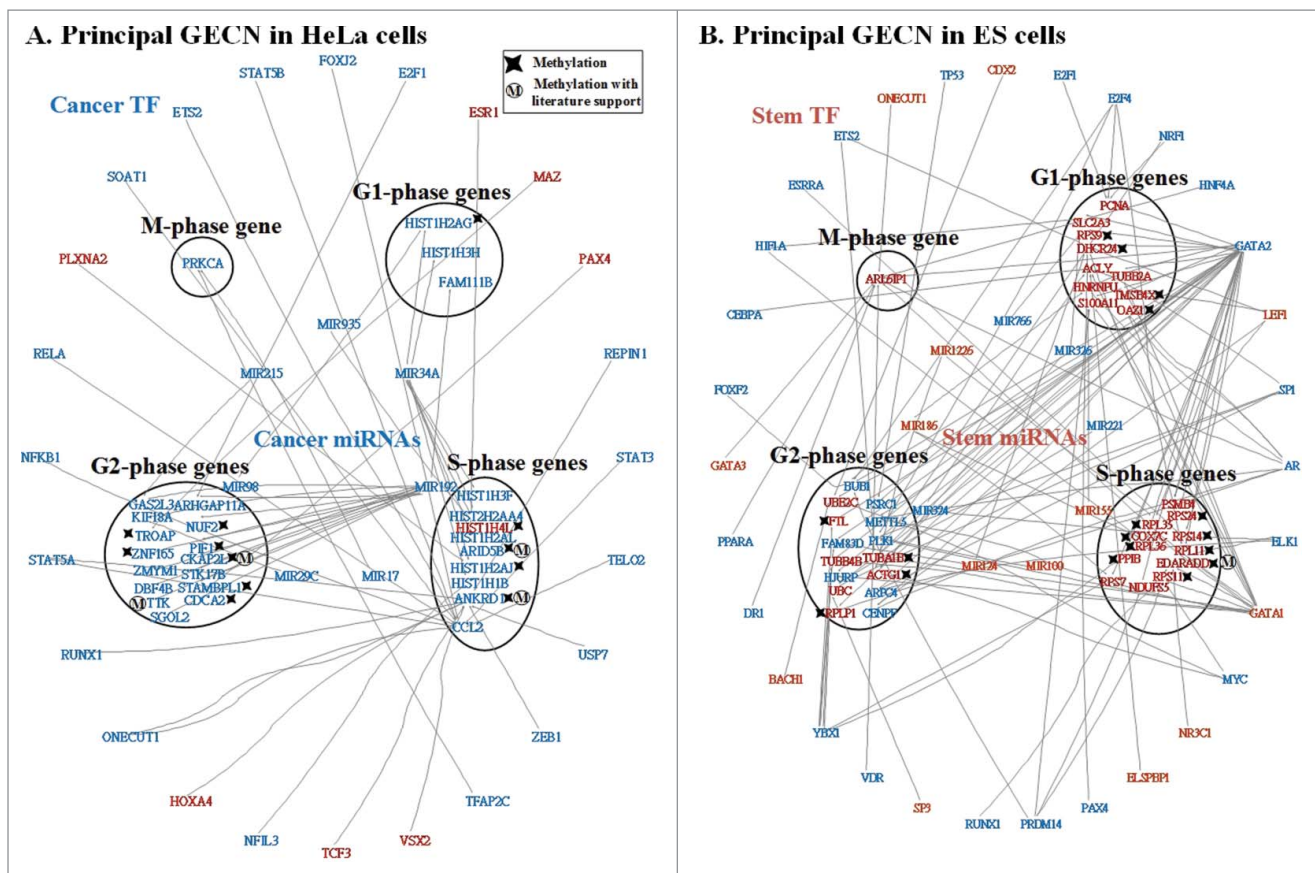 A. Principal GECN in HeLa cells
FOXJ2
STAT5B
E2F1
Methylation
M Methylation with
literature support
Cancer TF
ETS2
ESR1
SOAT1
MAZ
G1-phase genes
M-phase gene
HIST1H2AG
HIST1H3H
FAM111B
PRKCA
PLXNA2
PAX4
MIR935
RELA
MIR215
MIR34A
REPIN1
Cancer miRNAs
G2-phase genes
S-phase genes
NFKB1
STAT3
MIR98
MIR192
GAS2L3
ARHGAP11A
KIF18A
NUF2
TROAP
PIF1
ZNF165
CKAP2L
M
ZMYM1
STK17B
DBF4B
STAMBPL1
M
TTK
CDCA2
SGOL2
HIST1H3F
HIST2H2AA4
HIST1H4L
HIST1H2AL
ARID5B
M
HIST1H2AJ
HIST1H1B
ANKRD1
M
CCL2
STAT5A
MIR29C
MIR17
TELO2
RUNX1
USP7
ONECUT1
ZEB1
HOXA4
TFAP2C
NFIL3
TCF3
VSX2
B. Principal GECN in ES cells
TP53
CDX2
E2F1
ONECUT1
E2F4
Stem TF
ETS2
NRF1
ESRRA
G1-phase genes
HNF4A
PCNA
SLC2A3
RPS9
DHCR24
ACLY
TUBB2A
HNRNPU
TMSB4X
S100A11
OAZ1
HIF1A
M-phase gene
ARL6IP1
GATA2
CEBPA
MIR765
LEF1
MIR1226
MIR326
FOXF2
SP1
MIR186
MIR221
Stem miRNAs
G2-phase genes
S-phase genes
GATA3
AR
BUB1
UBE2C
PSRC1
FTL
METTL3
FAM83D
PLK1
TUBB4B
TUBA1B
HJURP
ACTG1
UBC
ARPC4
RPLP1
CENPF
MIR324
MIR155
PSMB4
RPS24
RPL35
COX7C
RPS14
RPL36
RPL11
PPIB
EDARADD
M
RPS11
RPS7
NDUFS5
PPARA
ELK1
MIR124
MIR100
DR1
GATA1
BACH1
MYC
YBX1
NR3C1
VDR
ELSPBP1
SP3
PAX4
RUNX1
PRDM14